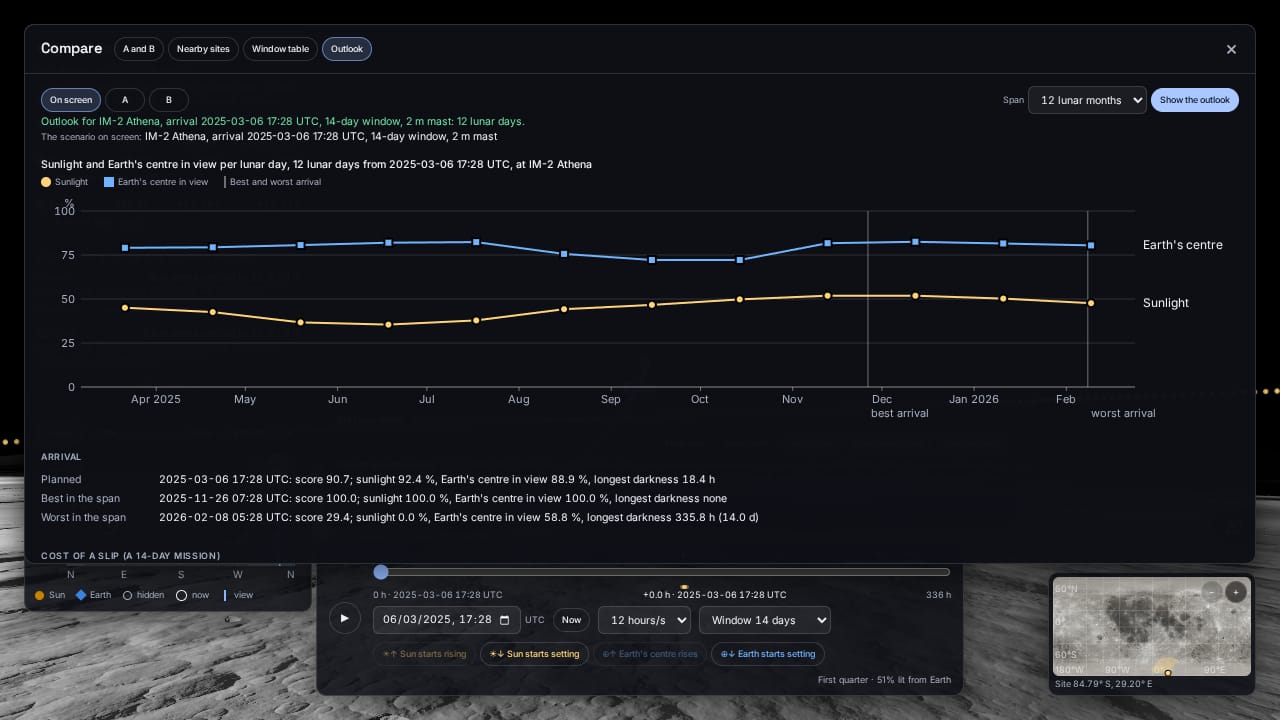 Compare A and B Nearby sites Window table Outlook ✕
On screen A B Span 12 lunar months Show the outlook
Outlook for IM-2 Athena, arrival 2025-03-06 17:28 UTC, 14-day window, 2 m mast: 12 lunar days.
The scenario on screen: IM-2 Athena, arrival 2025-03-06 17:28 UTC, 14-day window, 2 m mast
Sunlight and Earth's centre in view per lunar day, 12 lunar days from 2025-03-06 17:28 UTC, at IM-2 Athena
Sunlight Earth's centre in view Best and worst arrival
%
100
75
50
25
0
Earth's centre
Sunlight
Apr 2025 May Jun Jul Aug Sep Oct Nov Dec Jan 2026 Feb
best arrival worst arrival
ARRIVAL
Planned 2025-03-06 17:28 UTC: score 90.7; sunlight 92.4 %, Earth's centre in view 88.9 %, longest darkness 18.4 h
Best in the span 2025-11-26 07:28 UTC: score 100.0; sunlight 100.0 %, Earth's centre in view 100.0 %, longest darkness none
Worst in the span 2026-02-08 05:28 UTC: score 29.4; sunlight 0.0 %, Earth's centre in view 58.8 %, longest darkness 335.8 h (14.0 d)
COST OF A SLIP (A 14-DAY MISSION)
N E S W N
Sun Earth hidden now view
0 h · 2025-03-06 17:28 UTC +0.0 h · 2025-03-06 17:28 UTC 336 h
06/03/2025, 17:28 UTC Now 12 hours/s Window 14 days
☀↑ Sun starts rising ☀↓ Sun starts setting ⊕↑ Earth's centre rises ⊕↓ Earth starts setting
First quarter · 51% lit from Earth
60°N
0°
60°S
180°W 90°W 90°E
− +
Site 84.79° S, 29.20° E